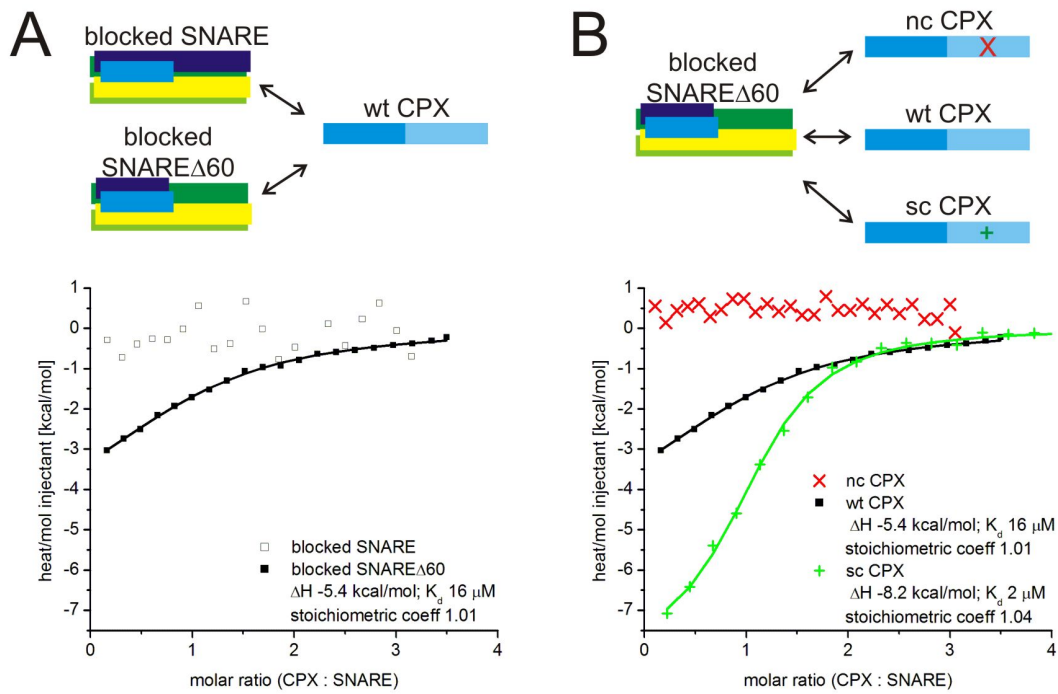 A
blocked SNARE
wt CPX
blocked
SNAREΔ60
heat/mol injectant [kcal/mol]
1
0
-1
-2
-3
-4
-5
-6
-7
□ blocked SNARE
■ blocked SNAREΔ60
ΔH -5.4 kcal/mol; Kd 16 μM
stoichiometric coeff 1.01
0 1 2 3 4
molar ratio (CPX : SNARE)
B
nc CPX
X
blocked
SNAREΔ60
wt CPX
sc CPX
+
heat/mol injectant [kcal/mol]
1
0
-1
-2
-3
-4
-5
-6
-7
nc CPX
wt CPX
ΔH -5.4 kcal/mol; Kd 16 μM
stoichiometric coeff 1.01
sc CPX
ΔH -8.2 kcal/mol; Kd 2 μM
stoichiometric coeff 1.04
0 1 2 3 4
molar ratio (CPX : SNARE)